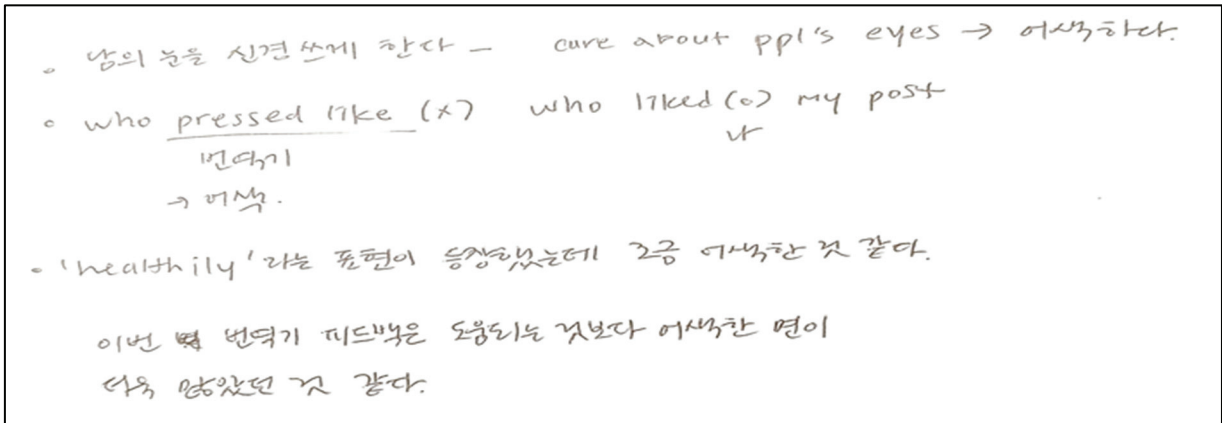 ◦ 남의 눈을 신경 쓰게 한다 - care about ppl's eyes → 어색하다.
◦ who pressed like (x) who liked (o) my post
번역기
나
→ 어색.
• 'healthily' 라는 표현이 등장했는데 조금 어색한 것 같다.
이번 번역기 피드백은 도움되는 것보다 어색한 면이
더욱 많았던 것 같다.